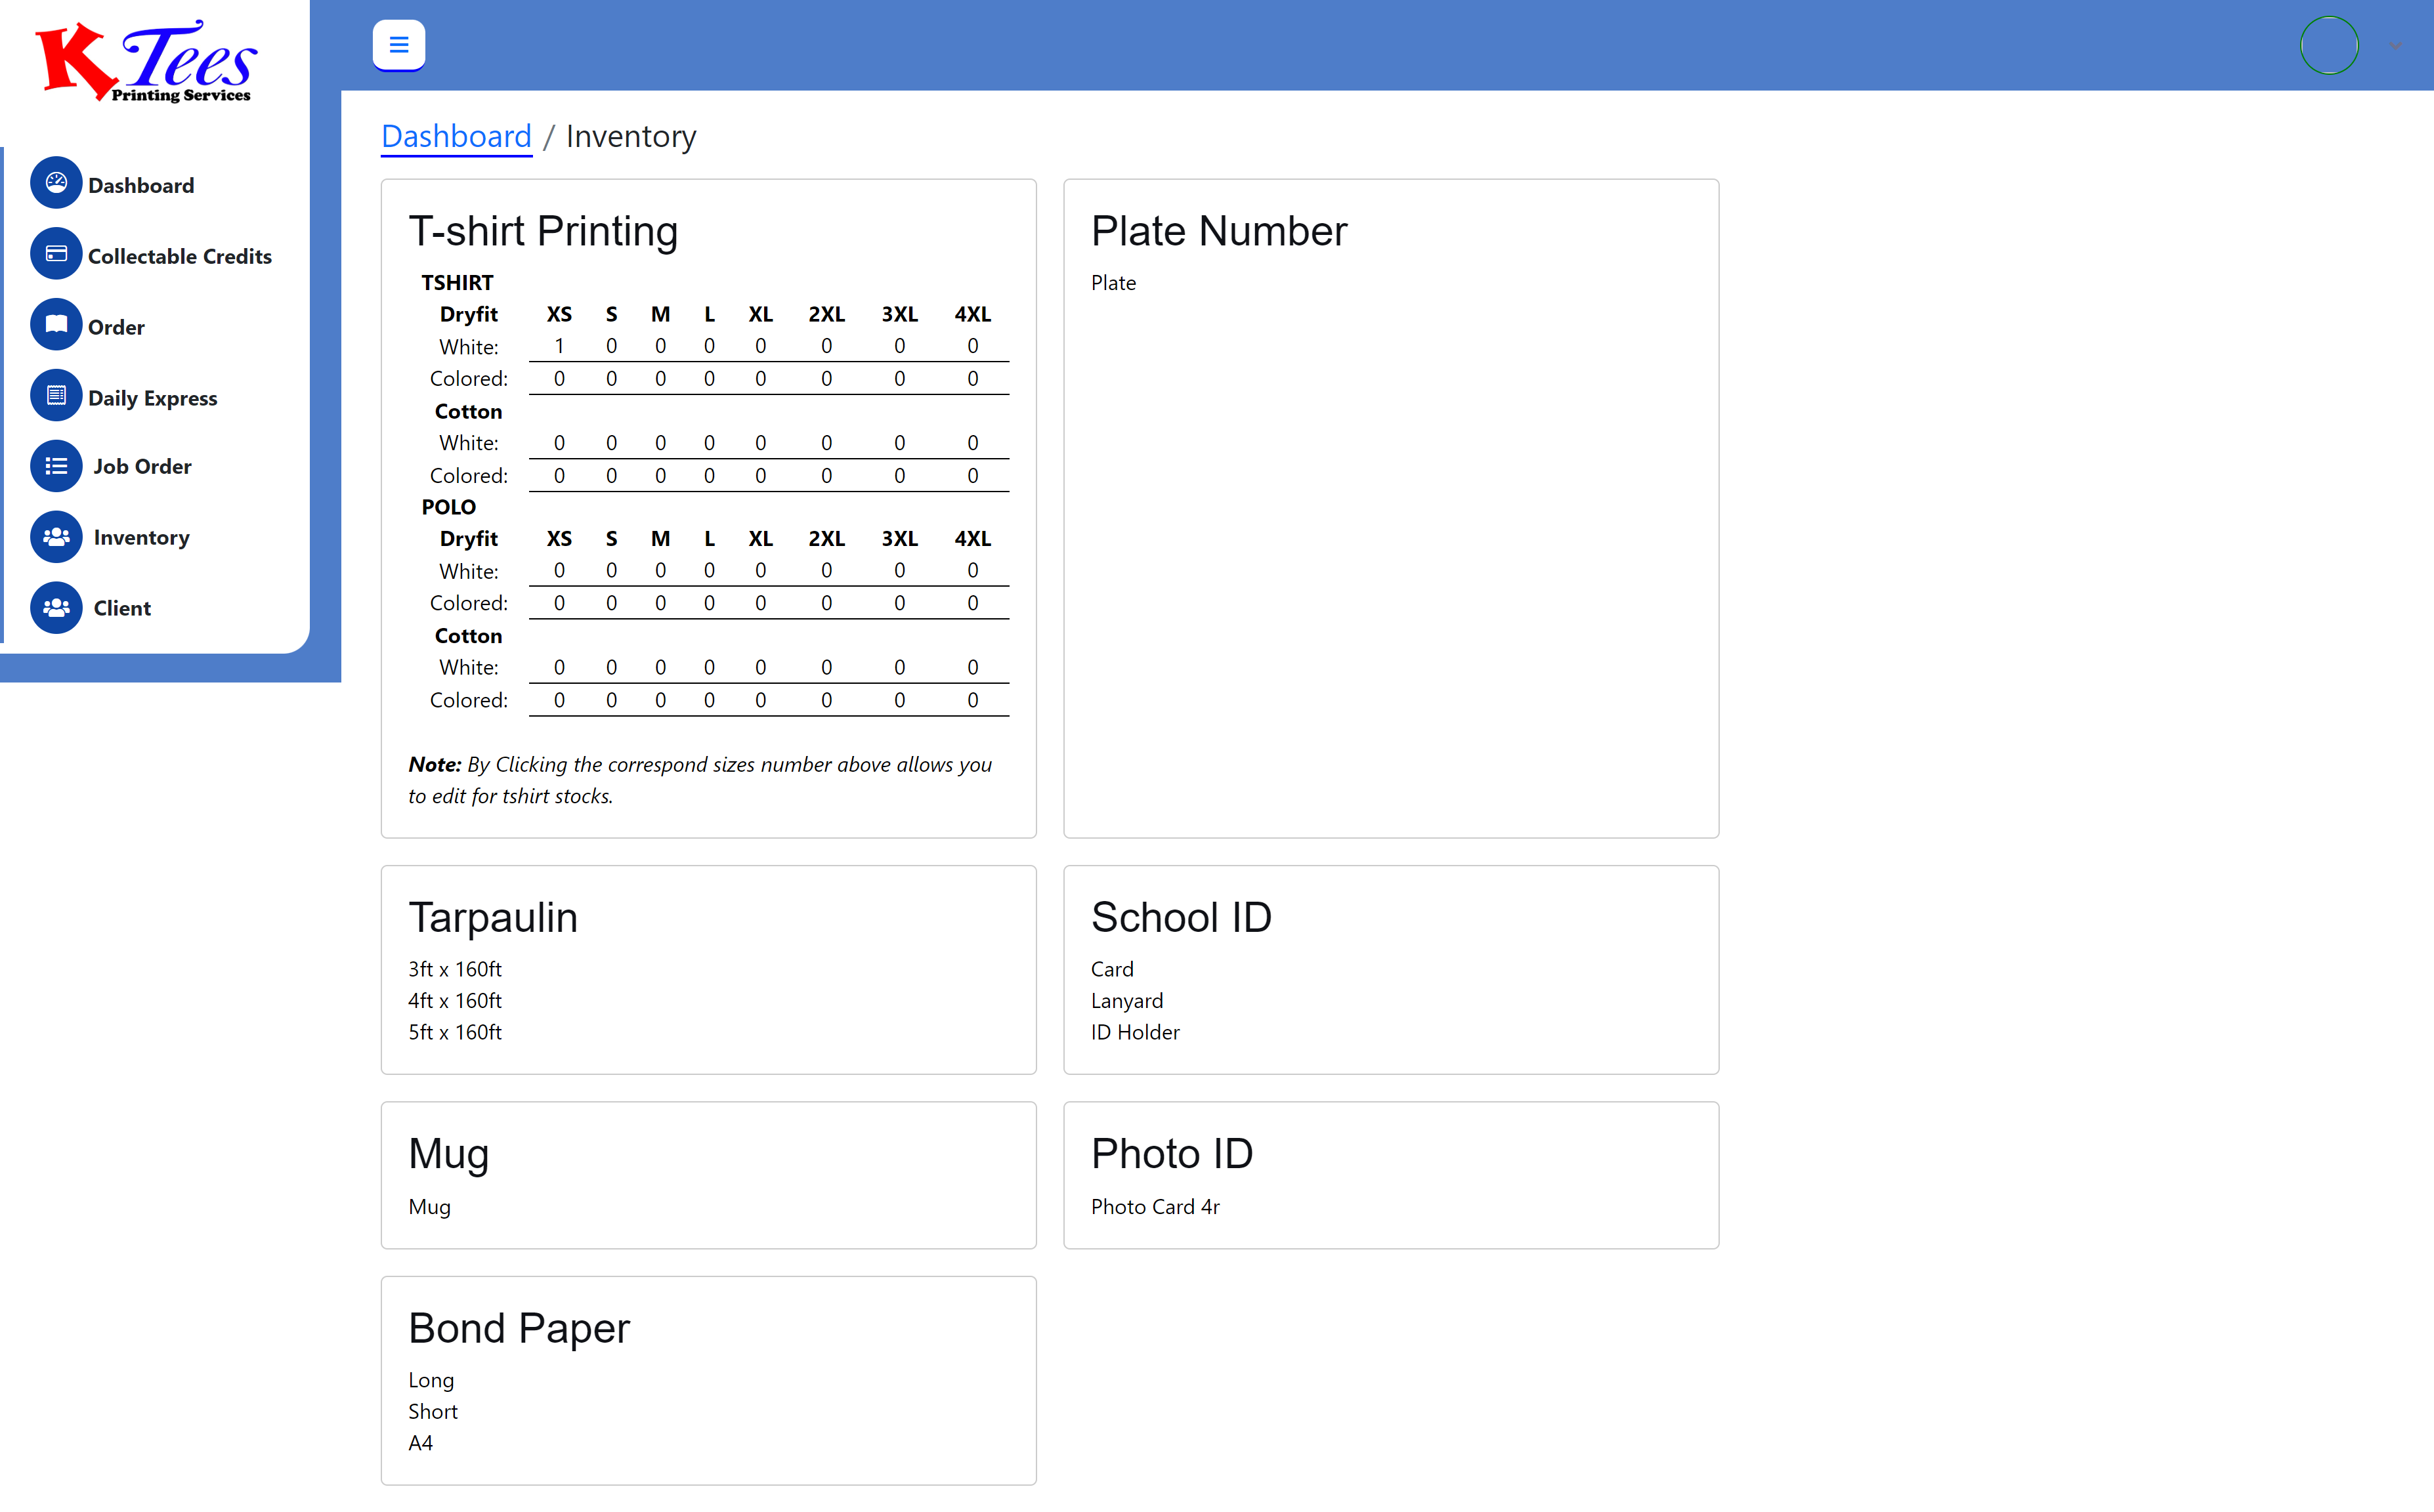 K Tees
Printing Services
Dashboard
Collectable Credits
Order
Daily Express
Job Order
Inventory
Client
Dashboard / Inventory
T-shirt Printing
TSHIRT
Dryfit XS S M L XL 2XL 3XL 4XL
White: 1 0 0 0 0 0 0 0
Colored: 0 0 0 0 0 0 0 0
Cotton
White: 0 0 0 0 0 0 0 0
Colored: 0 0 0 0 0 0 0 0
POLO
Dryfit XS S M L XL 2XL 3XL 4XL
White: 0 0 0 0 0 0 0 0
Colored: 0 0 0 0 0 0 0 0
Cotton
White: 0 0 0 0 0 0 0 0
Colored: 0 0 0 0 0 0 0 0
Note: By Clicking the correspond sizes number above allows you
to edit for tshirt stocks.
Plate Number
Plate
Tarpaulin
3ft x 160ft
4ft x 160ft
5ft x 160ft
School ID
Card
Lanyard
ID Holder
Mug
Mug
Photo ID
Photo Card 4r
Bond Paper
Long
Short
A4